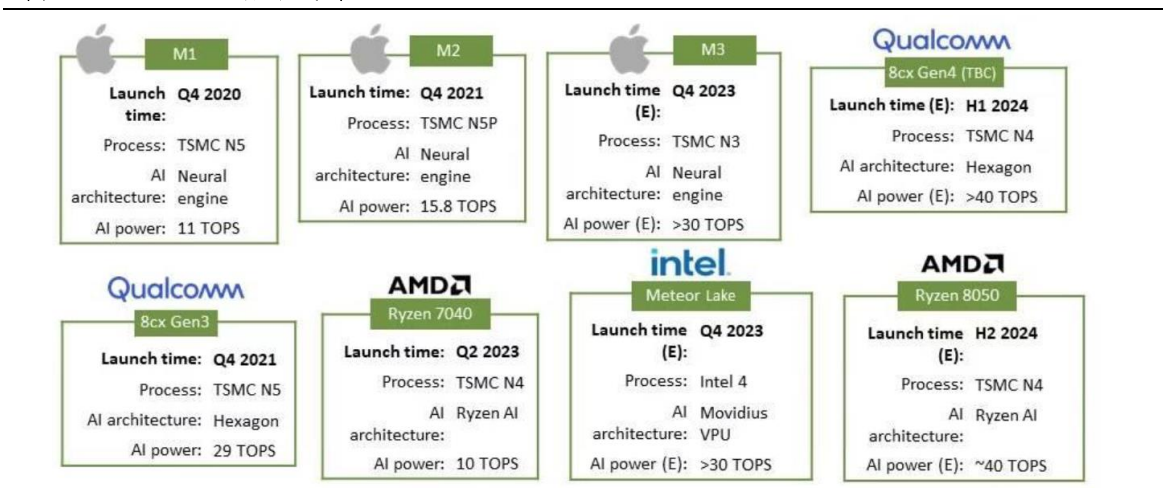 M1
Launch time: Q4 2020
Process: TSMC N5
AI architecture: Neural engine
AI power: 11 TOPS
M2
Launch time: Q4 2021
Process: TSMC N5P
AI architecture: Neural engine
AI power: 15.8 TOPS
M3
Launch time (E): Q4 2023
Process: TSMC N3
AI architecture: Neural engine
AI power (E): >30 TOPS
Qualcomm
8cx Gen4 (TBC)
Launch time (E): H1 2024
Process: TSMC N4
AI architecture: Hexagon
AI power (E): >40 TOPS
Qualcomm
8cx Gen3
Launch time: Q4 2021
Process: TSMC N5
AI architecture: Hexagon
AI power: 29 TOPS
AMD
Ryzen 7040
Launch time: Q2 2023
Process: TSMC N4
AI architecture: Ryzen AI
AI power: 10 TOPS
intel.
Meteor Lake
Launch time (E): Q4 2023
Process: Intel 4
AI architecture: Movidius VPU
AI power (E): >30 TOPS
AMD
Ryzen 8050
Launch time (E): H2 2024
Process: TSMC N4
AI architecture: Ryzen AI
AI power (E): ~40 TOPS